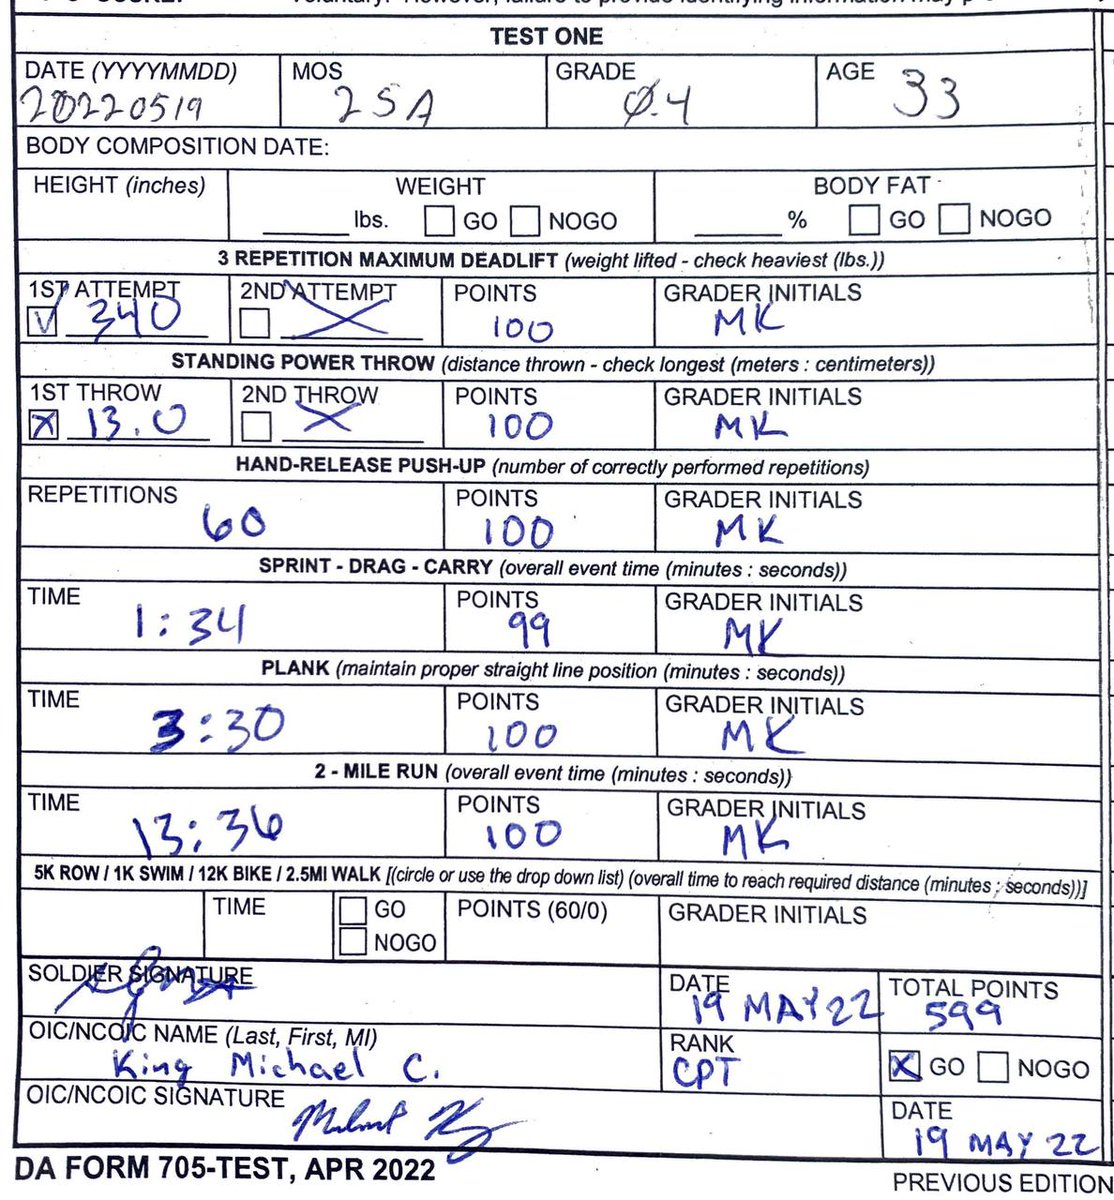 voluntary. However, failure to provide identifying information may
TEST ONE
DATE (YYYYMMDD) MOS GRADE AGE
20220519 25A Ø.4 33
BODY COMPOSITION DATE:
HEIGHT (inches) WEIGHT BODY FAT
______lbs. GO NOGO ______% GO NOGO
3 REPETITION MAXIMUM DEADLIFT (weight lifted - check heaviest (lbs.))
1ST ATTEMPT 2ND ATTEMPT POINTS GRADER INITIALS
340 100 MK
STANDING POWER THROW (distance thrown - check longest (meters : centimeters))
1ST THROW 2ND THROW POINTS GRADER INITIALS
X 13.0 X 100 MK
HAND-RELEASE PUSH-UP (number of correctly performed repetitions)
REPETITIONS POINTS GRADER INITIALS
60 100 MK
SPRINT - DRAG - CARRY (overall event time (minutes : seconds))
TIME POINTS GRADER INITIALS
1:34 99 MK
PLANK (maintain proper straight line position (minutes : seconds))
TIME POINTS GRADER INITIALS
3:30 100 MK
2 - MILE RUN (overall event time (minutes : seconds))
TIME POINTS GRADER INITIALS
13:36 100 MK
5K ROW / 1K SWIM / 12K BIKE / 2.5MI WALK [(circle or use the drop down list) (overall time to reach required distance (minutes : seconds))]
TIME GO POINTS (60/0) GRADER INITIALS
NOGO
SOLDIER SIGNATURE DATE TOTAL POINTS
19 MAY 22 599
OIC/NCOIC NAME (Last, First, MI) RANK
King Michael C. CPT X GO NOGO
OIC/NCOIC SIGNATURE DATE
19 MAY 22
DA FORM 705-TEST, APR 2022 PREVIOUS EDITION